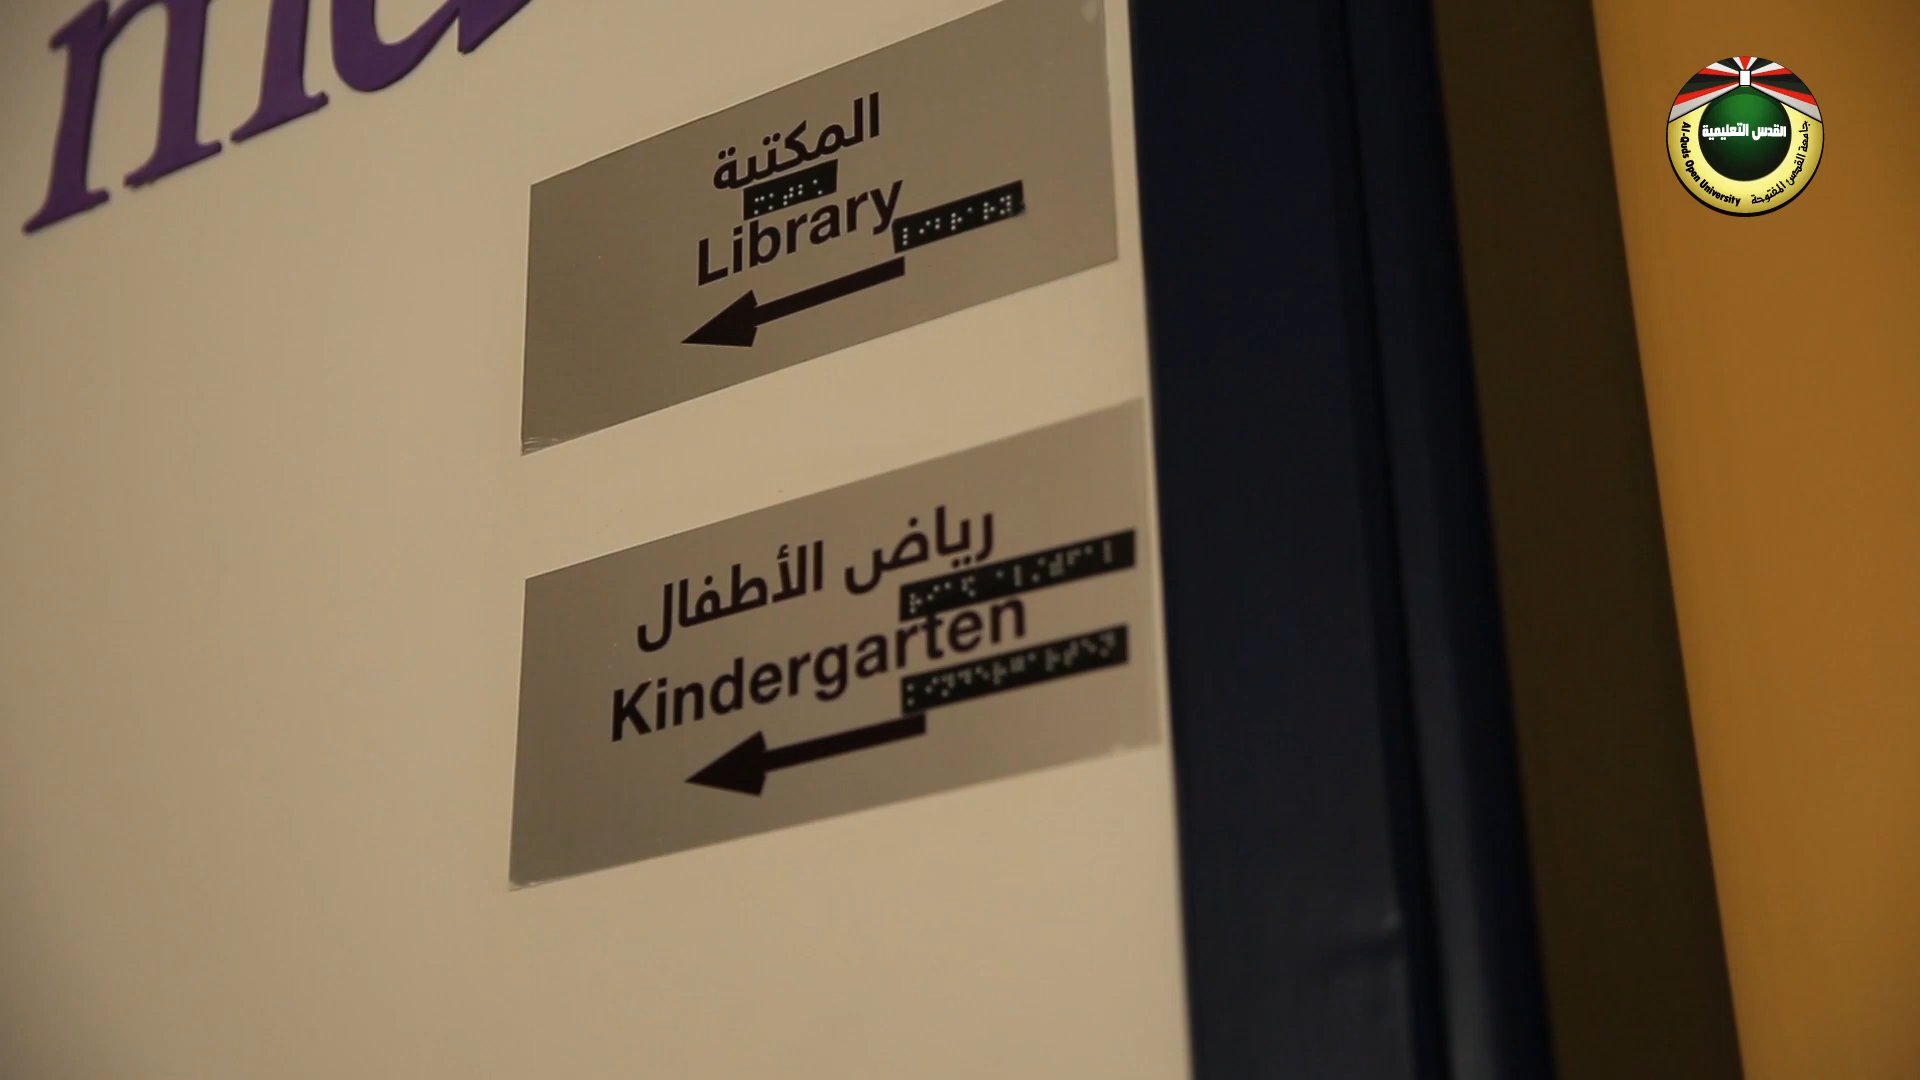 المكتبة
Library
رياض الأطفال
Kindergarten
القدس التعليمية
جامعة القدس المفتوحة
Al-Quds Open University